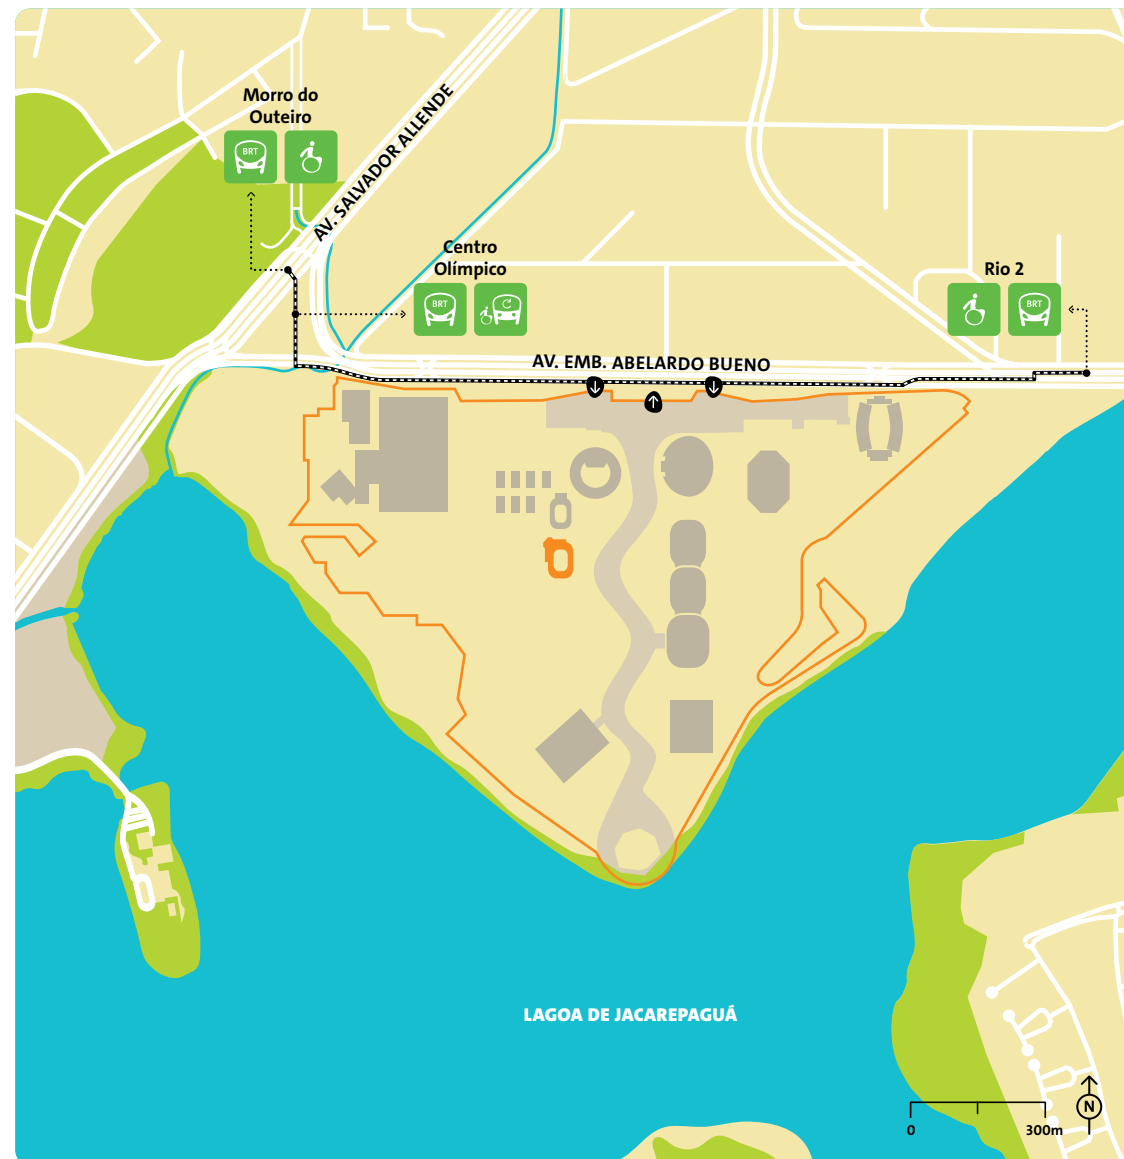 Morro do
Outeiro
BRT
AV. SALVADOR ALLENDE
Centro
Olímpico
BRT
Rio 2
BRT
AV. EMB. ABELARDO BUENO
LAGOA DE JACAREPAGUÁ
N
0
300m